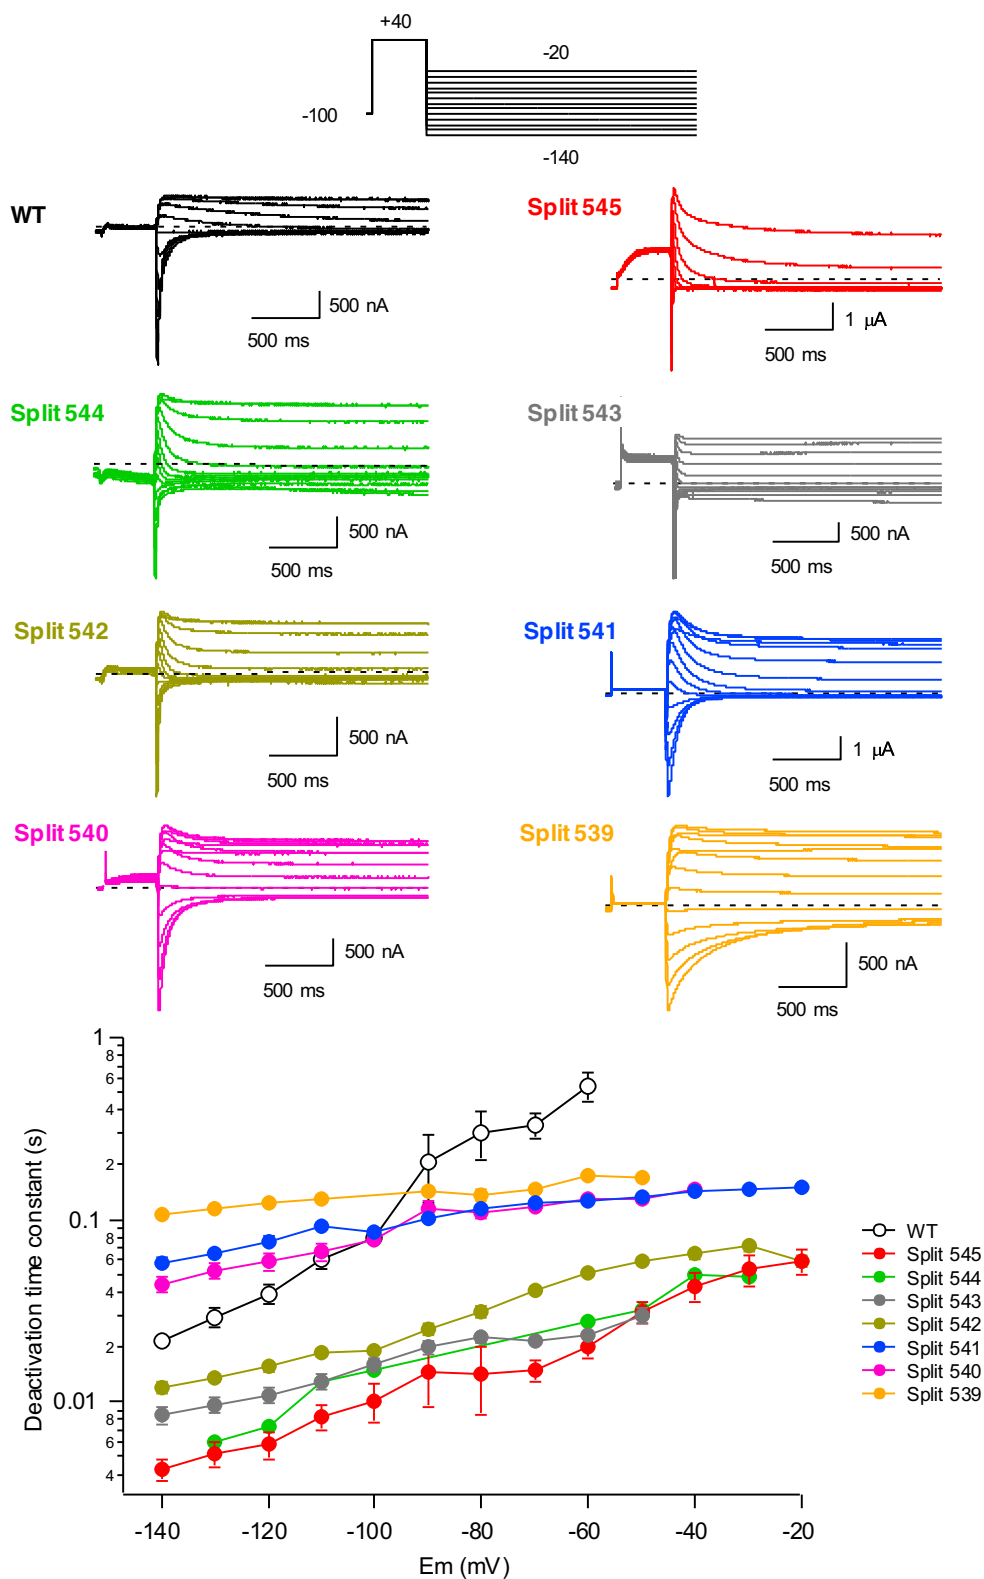 +40
-20
-100
-140
WT
500 nA
500 ms
Split 545
1 μA
500 ms
Split 544
500 nA
500 ms
Split 543
500 nA
500 ms
Split 542
500 nA
500 ms
Split 541
1 μA
500 ms
Split 540
500 nA
500 ms
Split 539
500 nA
500 ms
Deactivation time constant (s)
1
8
6
4
2
0.1
8
6
4
2
0.01
8
6
4
-140
-120
-100
-80
-60
-40
-20
Em (mV)
WT
Split 545
Split 544
Split 543
Split 542
Split 541
Split 540
Split 539